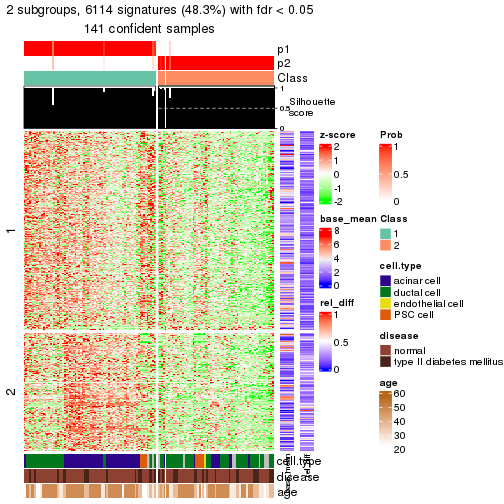 2 subgroups, 6114 signatures (48.3%) with fdr < 0.05
141 confident samples
p1
p2
Class
1
0.5
0
Silhouette
score
1
2
cell.type
disease
age
z-score
2
1
0
-1
-2
base_mean
8
6
4
2
0
rel_diff
1
0.5
0
Prob
1
0.5
0
Class
1
2
cell.type
acinar cell
ductal cell
endothelial cell
PSC cell
disease
normal
type II diabetes mellitus
age
60
50
40
30
20